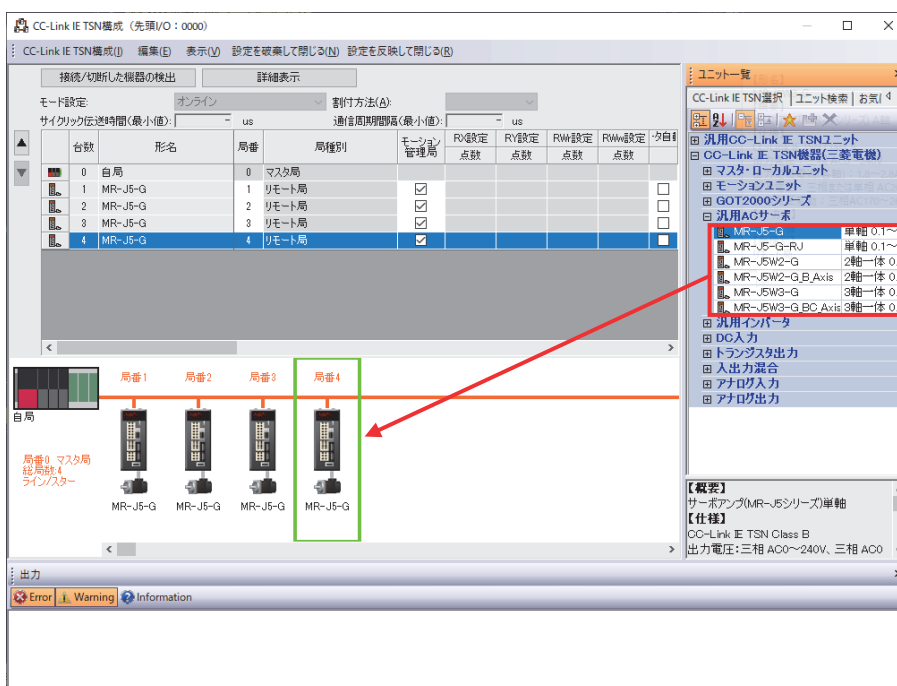 CC-Link IE TSN構成（先頭I/O：0000）
CC-Link IE TSN構成(I) 編集(E) 表示(V) 設定を破棄して閉じる(N) 設定を反映して閉じる(R)
接続/切断した機器の検出 詳細表示
モード設定: オンライン 割付方法(A):
サイクリック伝送時間(最小値): - us 通信周期間隔(最小値): - us
台数 形名 局番 局種別 モーション管理局 RX設定 RY設定 RWr設定 RWw設定
点数 点数 点数 点数
0 自局 0 マスタ局
1 MR-J5-G 1 リモート局
2 MR-J5-G 2 リモート局
3 MR-J5-G 3 リモート局
4 MR-J5-G 4 リモート局
局番1 局番2 局番3 局番4
自局
局番0 マスタ局
総局数:4
ライン/スター
MR-J5-G MR-J5-G MR-J5-G MR-J5-G
ユニット一覧
CC-Link IE TSN選択 ユニット検索 お気
汎用CC-Link IE TSNユニット
CC-Link IE TSN機器(三菱電機)
マスタ・ローカルユニット
モーションユニット
GOT2000シリーズ
汎用ACサーボ
MR-J5-G 単軸 0.1～
MR-J5-G-RJ 単軸 0.1～
MR-J5W2-G 2軸一体 0.
MR-J5W2-G_B_Axis 2軸一体 0.
MR-J5W3-G 3軸一体 0.
MR-J5W3-G_BC_Axis 3軸一体 0.
汎用インバータ
DC入力
トランジスタ出力
入出力混合
アナログ入力
アナログ出力
【概要】
サーボアンプ(MR-J5シリーズ)単軸
【仕様】
CC-Link IE TSN Class B
出力電圧：三相 AC0～240V、三相 AC0
出力
Error Warning Information